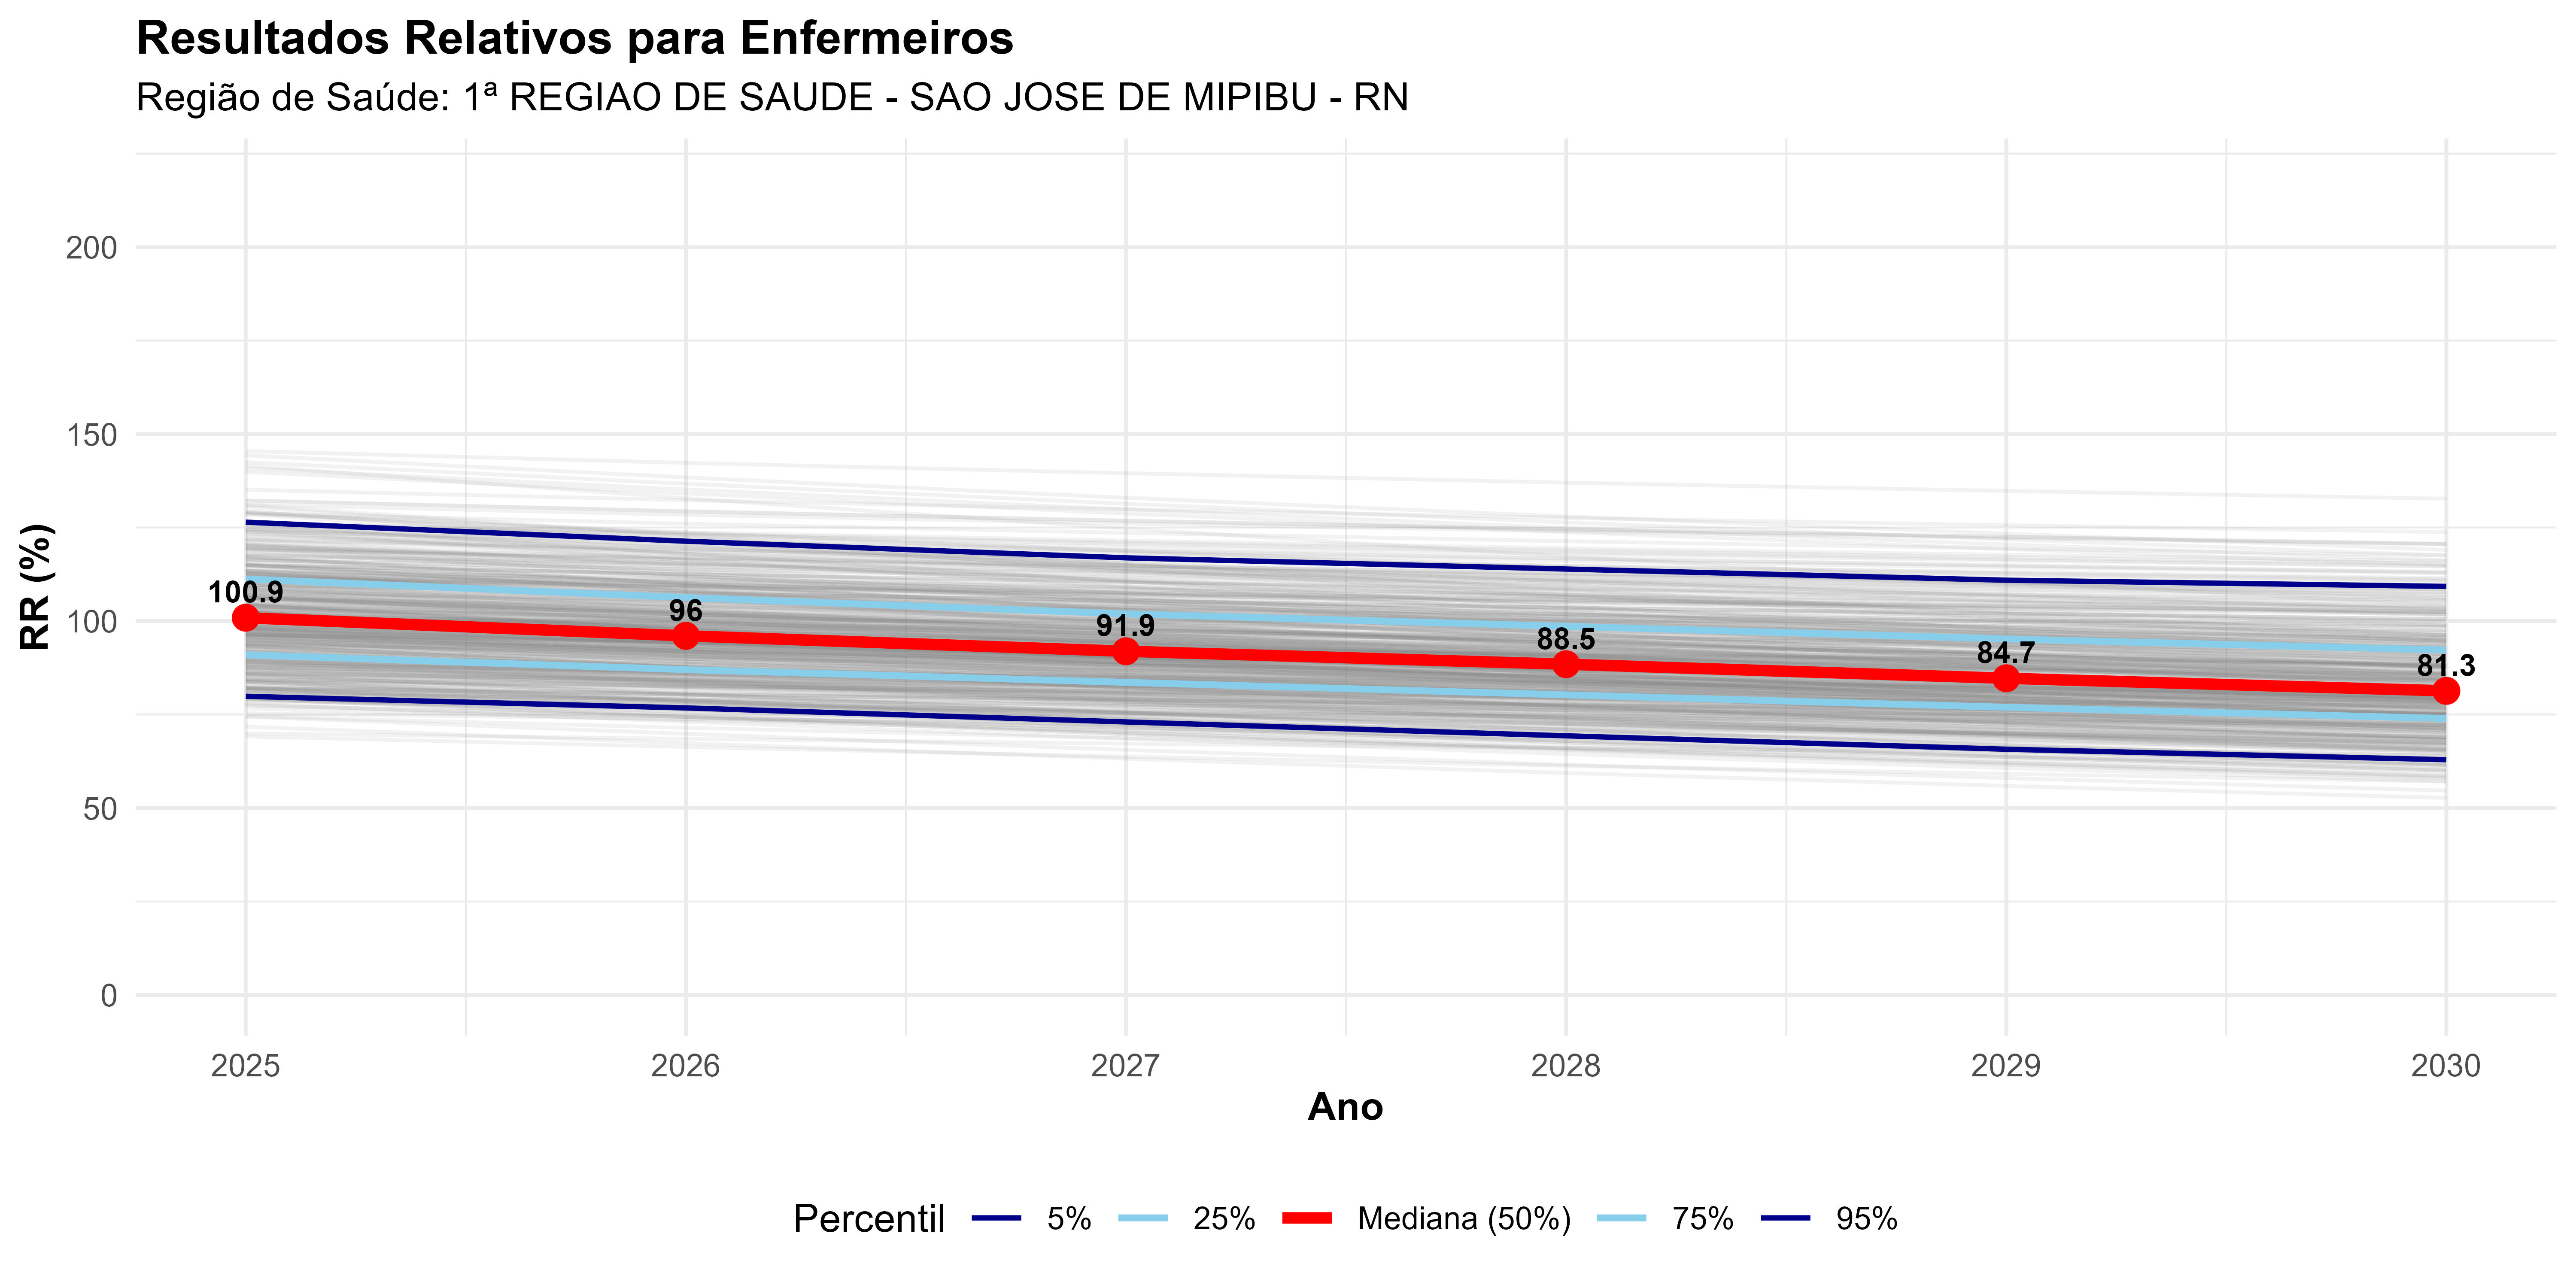 Resultados Relativos para Enfermeiros
Região de Saúde: 1ª REGIAO DE SAUDE - SAO JOSE DE MIPIBU - RN
RR (%)
200
150
100
50
0
100.9
96
91.9
88.5
84.7
81.3
2025 2026 2027 2028 2029 2030
Ano
Percentil 5% 25% Mediana (50%) 75% 95%